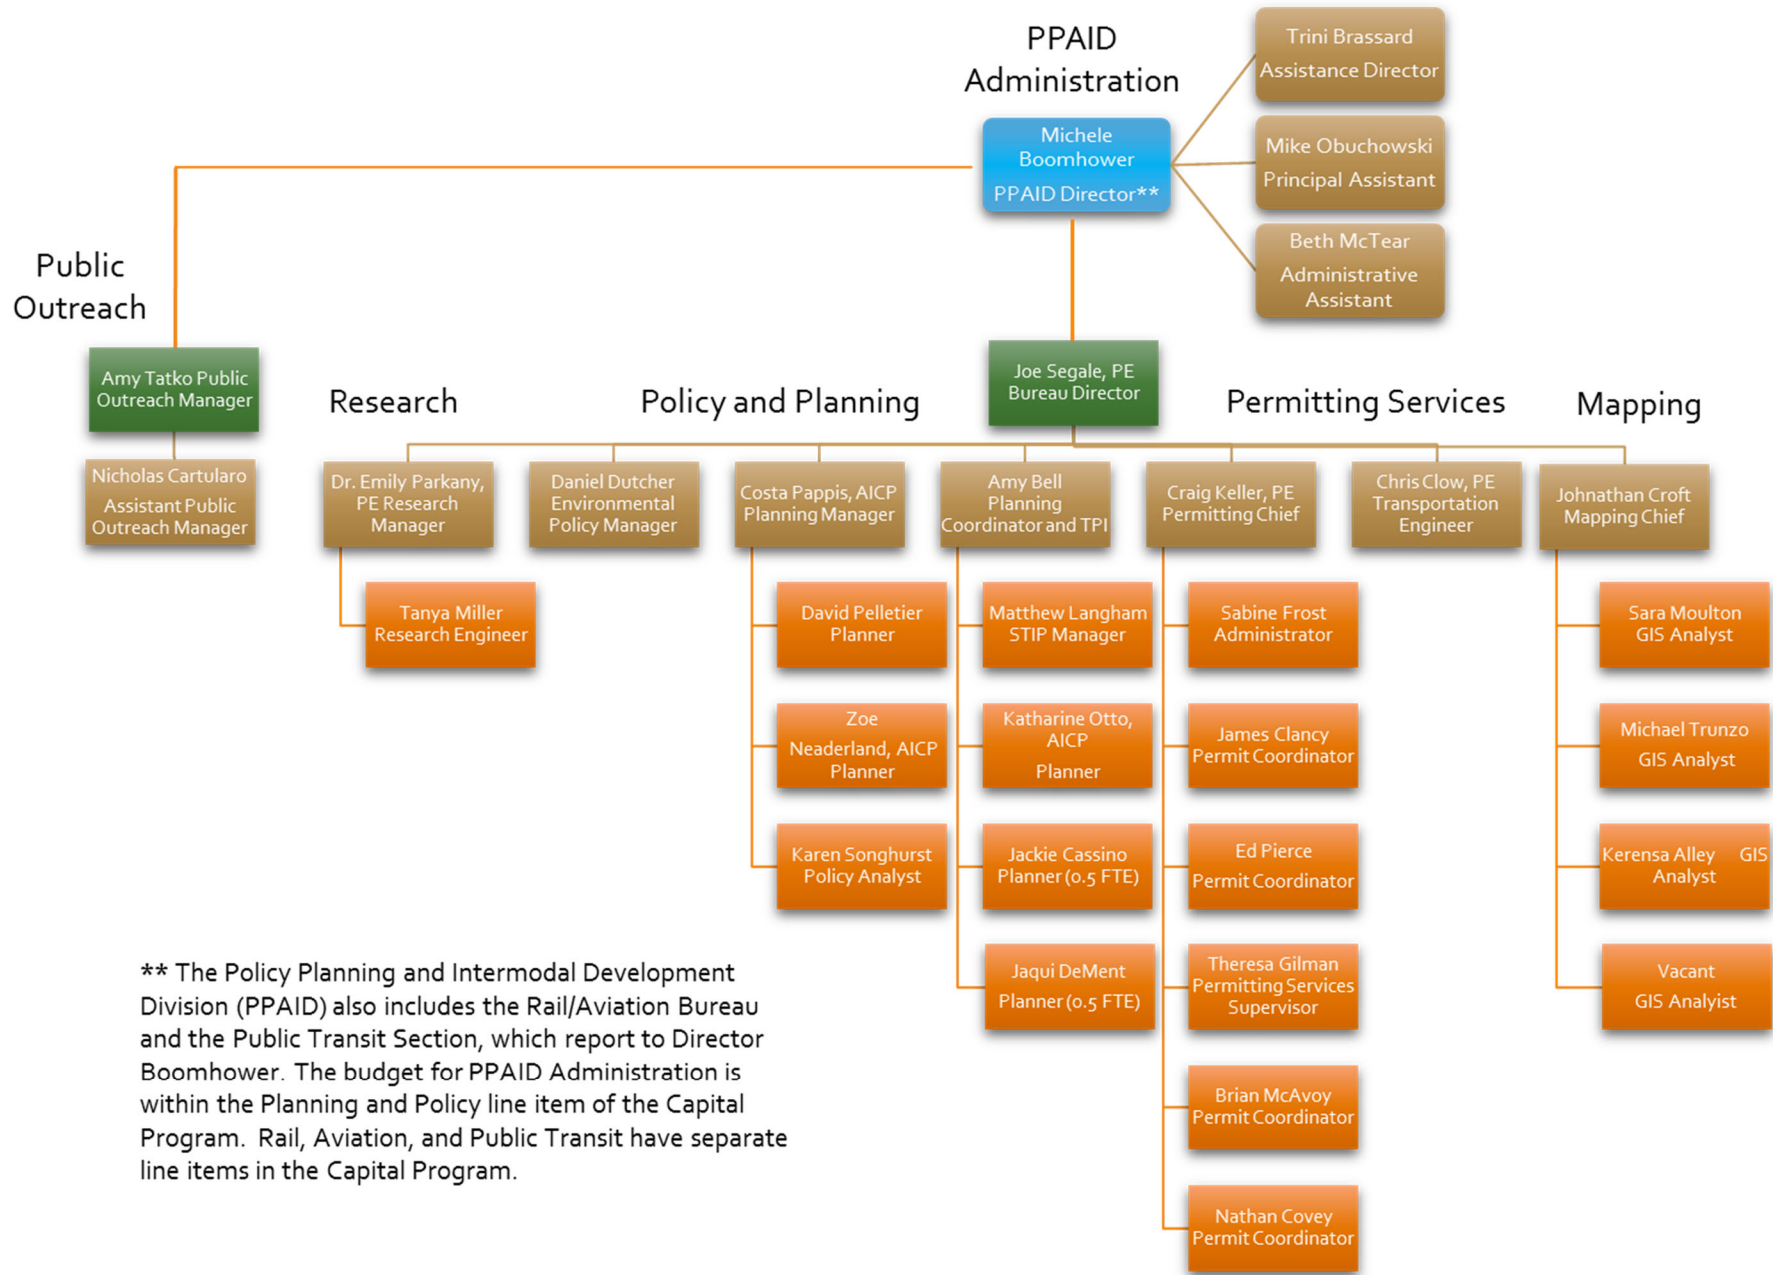 PPAID
Administration
Trini Brassard
Assistance Director
Michele
Boomhower
PPAID Director**
Mike Obuchowski
Principal Assistant
Beth McTear
Administrative
Assistant
Public
Outreach
Amy Tatko Public
Outreach Manager
Joe Segale, PE
Bureau Director
Research
Policy and Planning
Permitting Services
Mapping
Nicholas Cartularo
Assistant Public
Outreach Manager
Dr. Emily Parkany,
PE Research
Manager
Daniel Dutcher
Environmental
Policy Manager
Costa Pappis, AICP
Planning Manager
Amy Bell
Planning
Coordinator and TPI
Craig Keller, PE
Permitting Chief
Chris Clow, PE
Transportation
Engineer
Johnathan Croft
Mapping Chief
Tanya Miller
Research Engineer
David Pelletier
Planner
Matthew Langham
STIP Manager
Sabine Frost
Administrator
Sara Moulton
GIS Analyst
Zoe
Neaderland, AICP
Planner
Katharine Otto,
AICP
Planner
James Clancy
Permit Coordinator
Michael Trunzo
GIS Analyst
Karen Songhurst
Policy Analyst
Jackie Cassino
Planner (0.5 FTE)
Ed Pierce
Permit Coordinator
Kerensa Alley GIS
Analyst
Jaqui DeMent
Planner (0.5 FTE)
Theresa Gilman
Permitting Services
Supervisor
Vacant
GIS Analyist
Brian McAvoy
Permit Coordinator
Nathan Covey
Permit Coordinator
** The Policy Planning and Intermodal Development
Division (PPAID) also includes the Rail/Aviation Bureau
and the Public Transit Section, which report to Director
Boomhower. The budget for PPAID Administration is
within the Planning and Policy line item of the Capital
Program. Rail, Aviation, and Public Transit have separate
line items in the Capital Program.